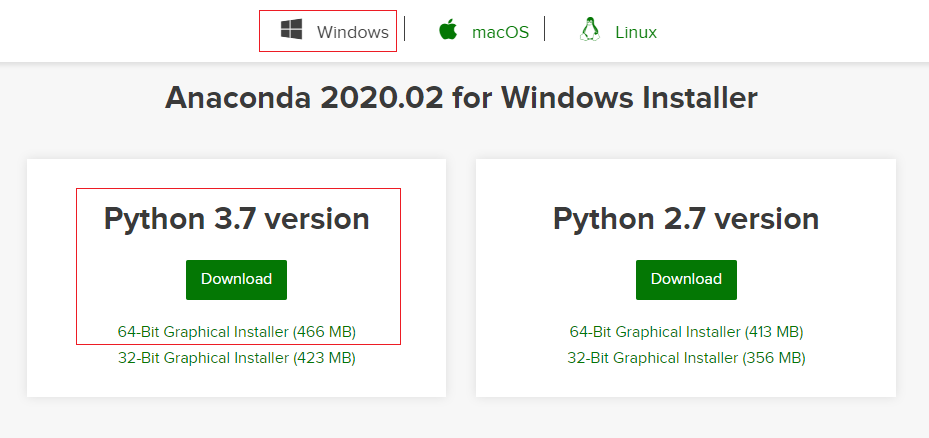 Windows macOS Linux
Anaconda 2020.02 for Windows Installer
Python 3.7 version
Download
64-Bit Graphical Installer (466 MB)
32-Bit Graphical Installer (423 MB)
Python 2.7 version
Download
64-Bit Graphical Installer (413 MB)
32-Bit Graphical Installer (356 MB)